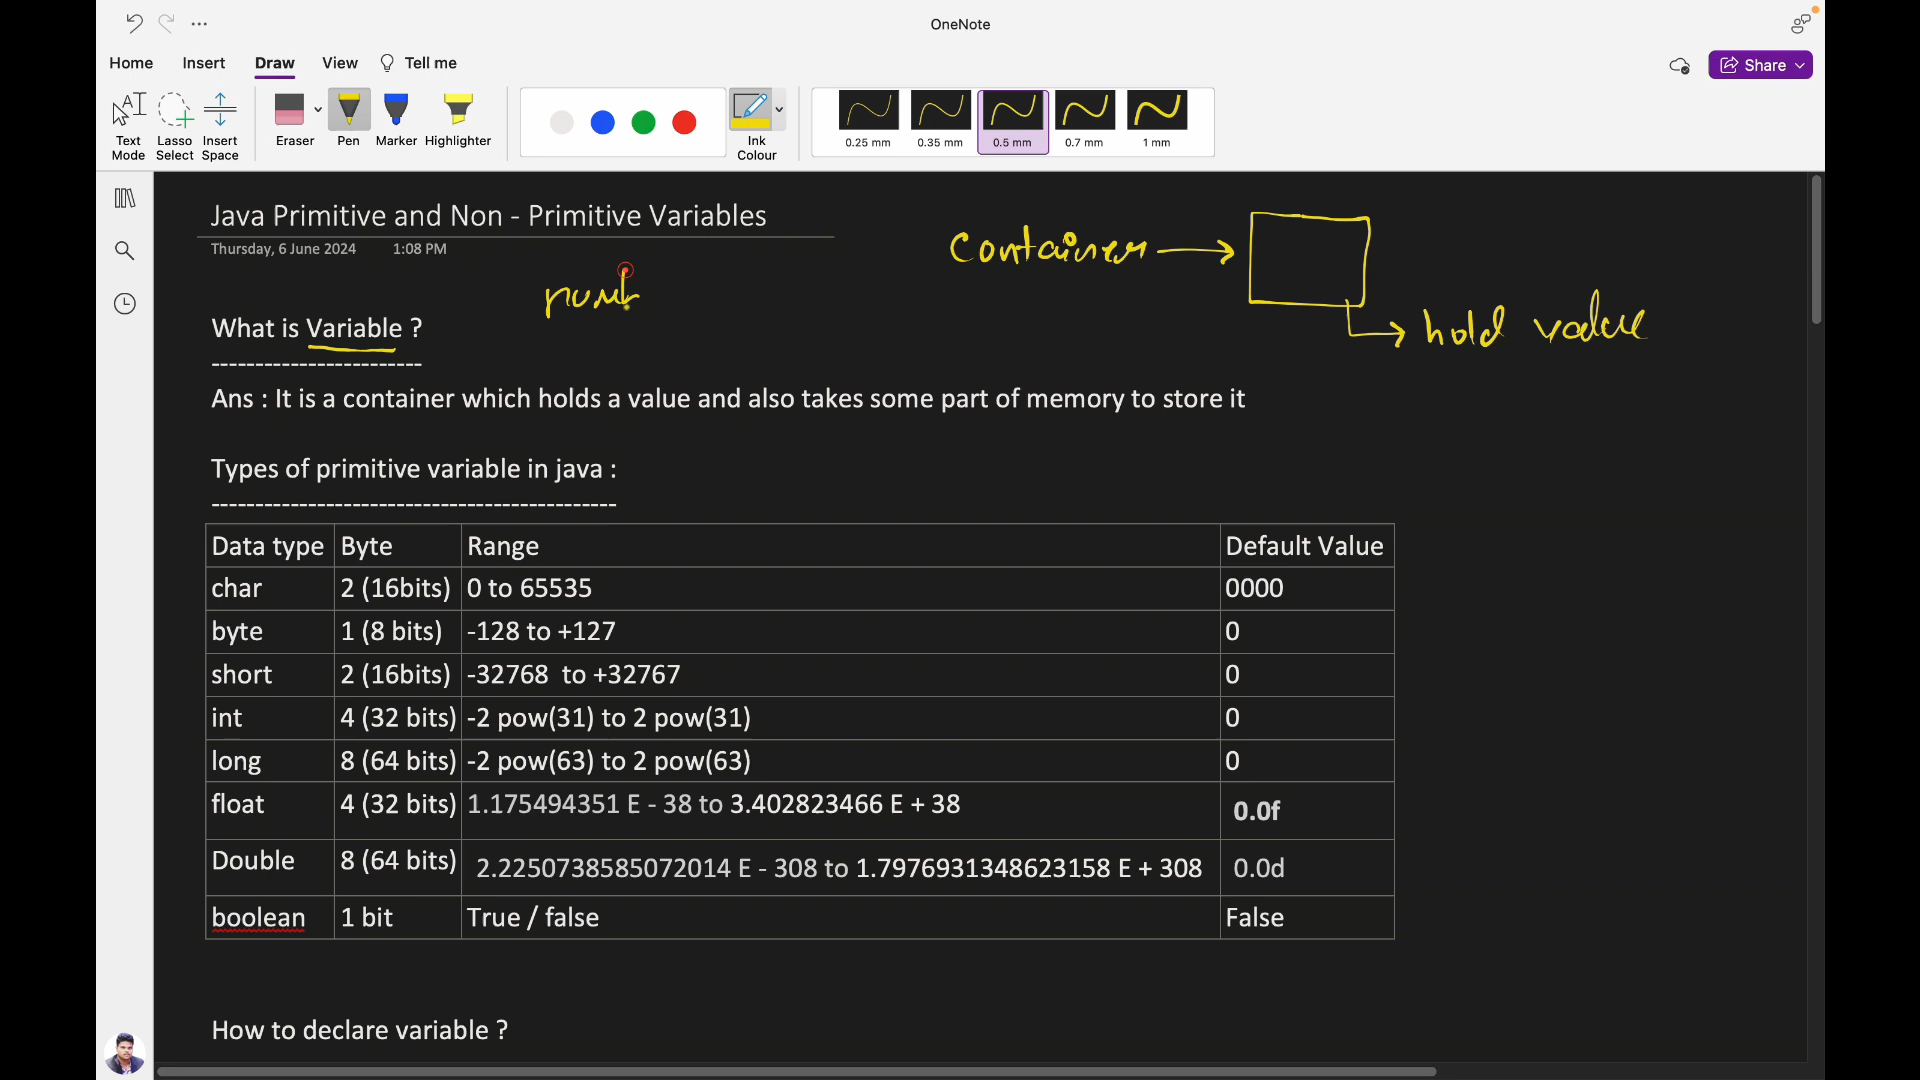 OneNote
Home Insert Draw View Tell me
Share
Text Mode
Lasso Select
Insert Space
Eraser
Pen
Marker
Highlighter
Ink Colour
0.25 mm
0.35 mm
0.5 mm
0.7 mm
1 mm
Java Primitive and Non - Primitive Variables
Thursday, 6 June 2024 1:08 PM
Container
hold value
What is Variable ?
------------------------
Ans : It is a container which holds a value and also takes some part of memory to store it
Types of primitive variable in java :
----------------------------------------------
Data type Byte Range Default Value
char 2 (16bits) 0 to 65535 0000
byte 1 (8 bits) -128 to +127 0
short 2 (16bits) -32768 to +32767 0
int 4 (32 bits) -2 pow(31) to 2 pow(31) 0
long 8 (64 bits) -2 pow(63) to 2 pow(63) 0
float 4 (32 bits) 1.175494351 E - 38 to 3.402823466 E + 38 0.0f
Double 8 (64 bits) 2.2250738585072014 E - 308 to 1.7976931348623158 E + 308 0.0d
boolean 1 bit True / false False
How to declare variable ?